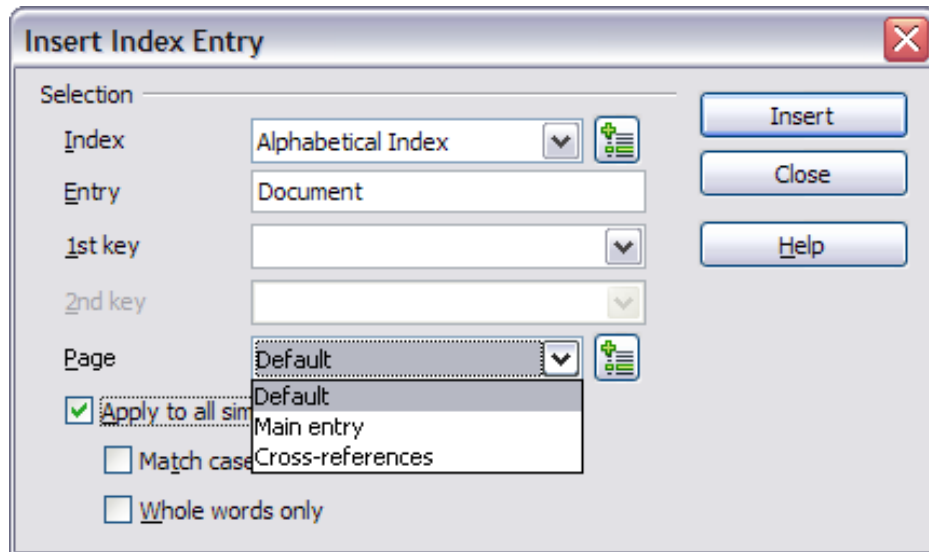 Insert Index Entry
Selection
Index
Alphabetical Index
Insert
Entry
Document
Close
1st key
Help
2nd key
Page
Default
Default
Apply to all
Main entry
Match case
Cross-references
Whole words only